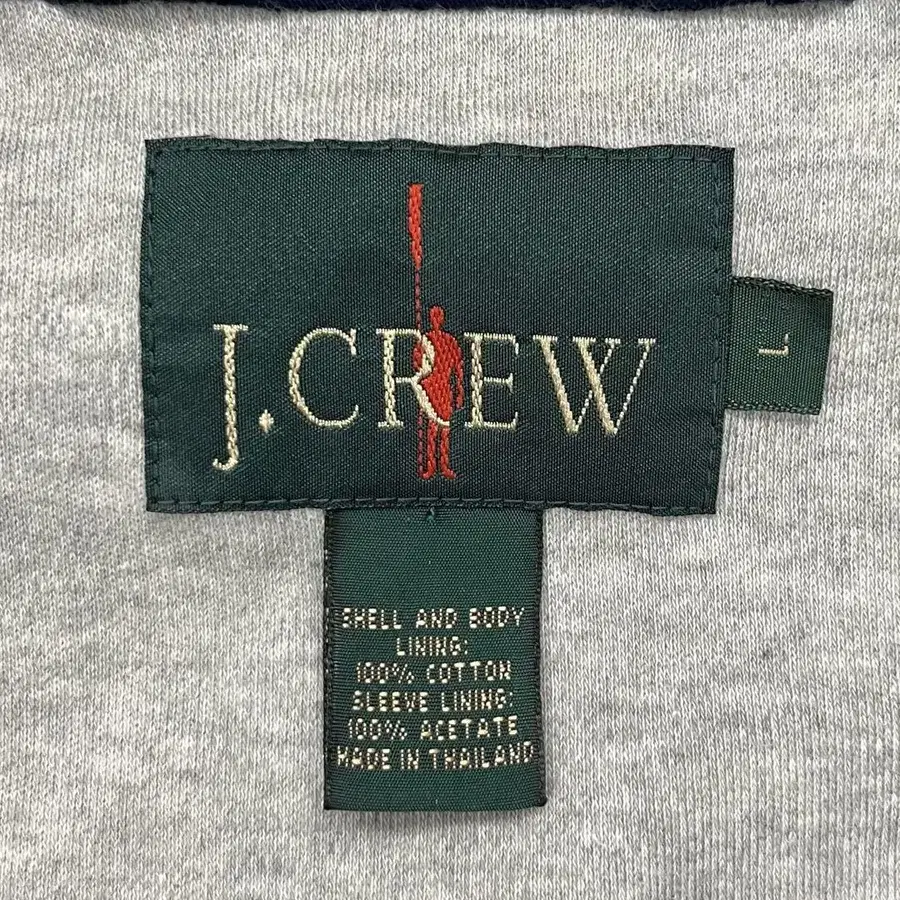 J.CREW
L
SHELL AND BODY
LINING:
100% COTTON
SLEEVE LINING:
100% ACETATE
MADE IN THAILAND